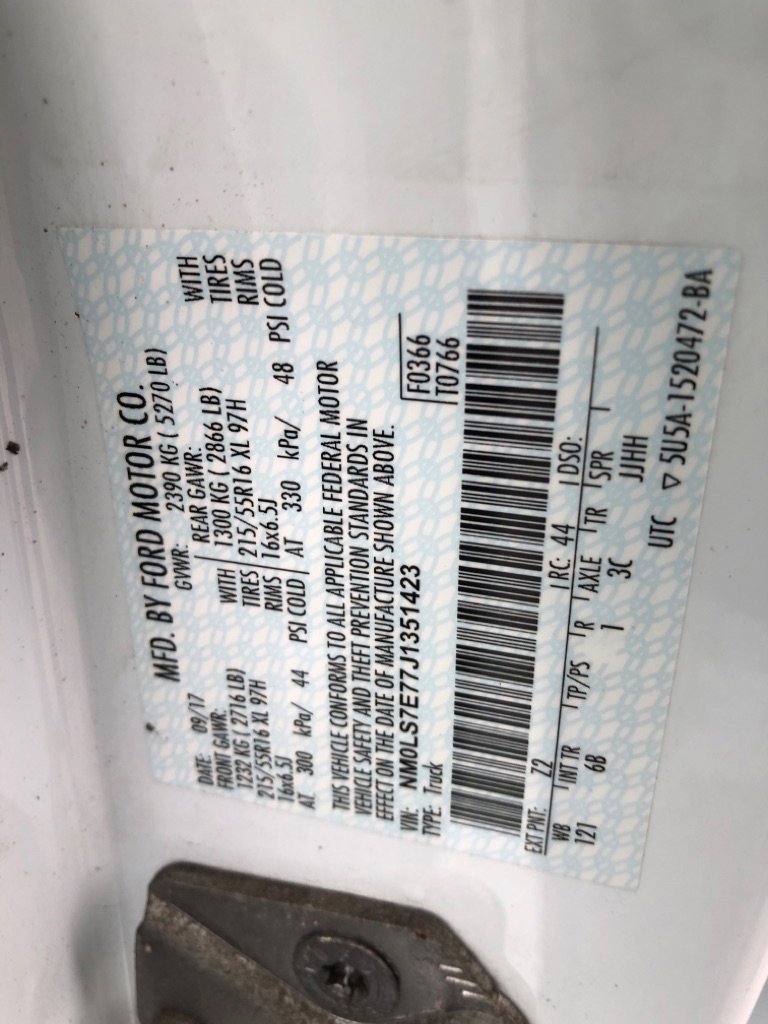 MFD. BY FORD MOTOR CO.
DATE: 09/17 GVWR: 2390 KG ( 5270 LB)
FRONT GAWR: REAR GAWR: WITH
1232 KG ( 2716 LB) WITH 1300 KG ( 2866 LB) TIRES
215/55R16 XL 97H TIRES 215/55R16 XL 97H RIMS
16x6.5J RIMS 16x6.5J
AT 300 kPa/ 44 PSI COLD AT 330 kPa/ 48 PSI COLD
THIS VEHICLE CONFORMS TO ALL APPLICABLE FEDERAL MOTOR
VEHICLE SAFETY AND THEFT PREVENTION STANDARDS IN
EFFECT ON THE DATE OF MANUFACTURE SHOWN ABOVE.
VIN: NM0LS7E77J1351423 F0366
TYPE: Truck T0766
EXT PNT: Z2 RC: 44 DSO:
WB INT TR TP/PS R AXLE TR SPR
121 6B 1 3C JJHH
UTC ▽ 5U5A-1520472-BA